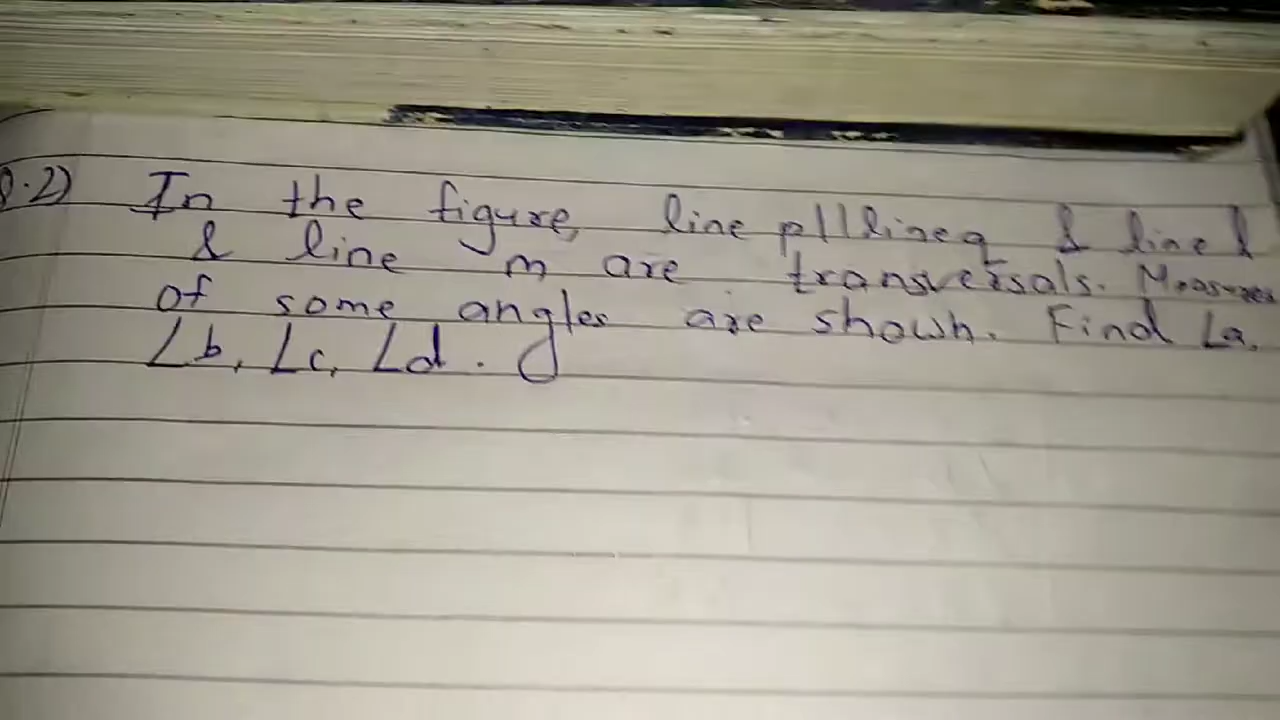 Q.2) In the figure, line p||line q & line l
& line m are transversals. Measures
of some angles are shown. Find ∠a,
∠b, ∠c, ∠d.